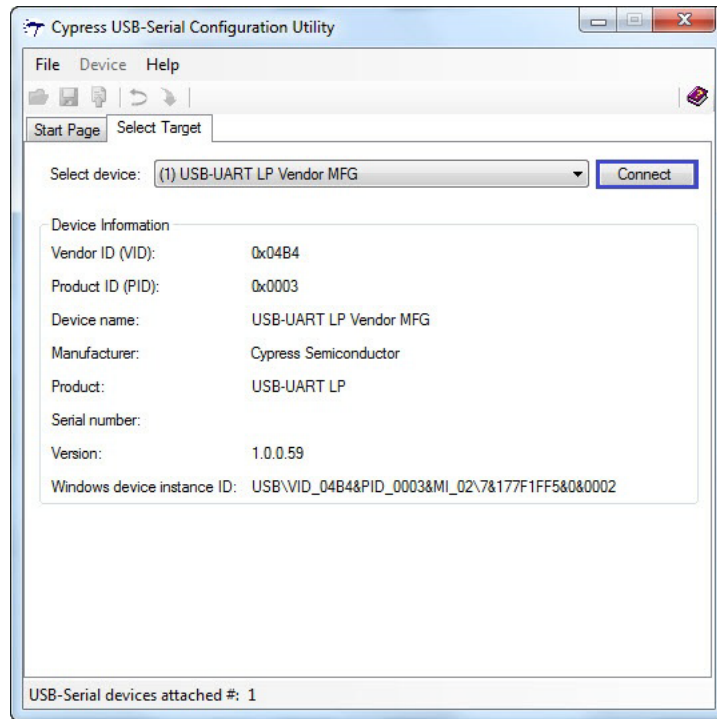 Cypress USB-Serial Configuration Utility
File Device Help
Start Page Select Target
Select device: (1) USB-UART LP Vendor MFG Connect
Device Information
Vendor ID (VID): 0x04B4
Product ID (PID): 0x0003
Device name: USB-UART LP Vendor MFG
Manufacturer: Cypress Semiconductor
Product: USB-UART LP
Serial number:
Version: 1.0.0.59
Windows device instance ID: USB\VID_04B4&PID_0003&MI_02\7&177F1FF5&0&0002
USB-Serial devices attached #: 1